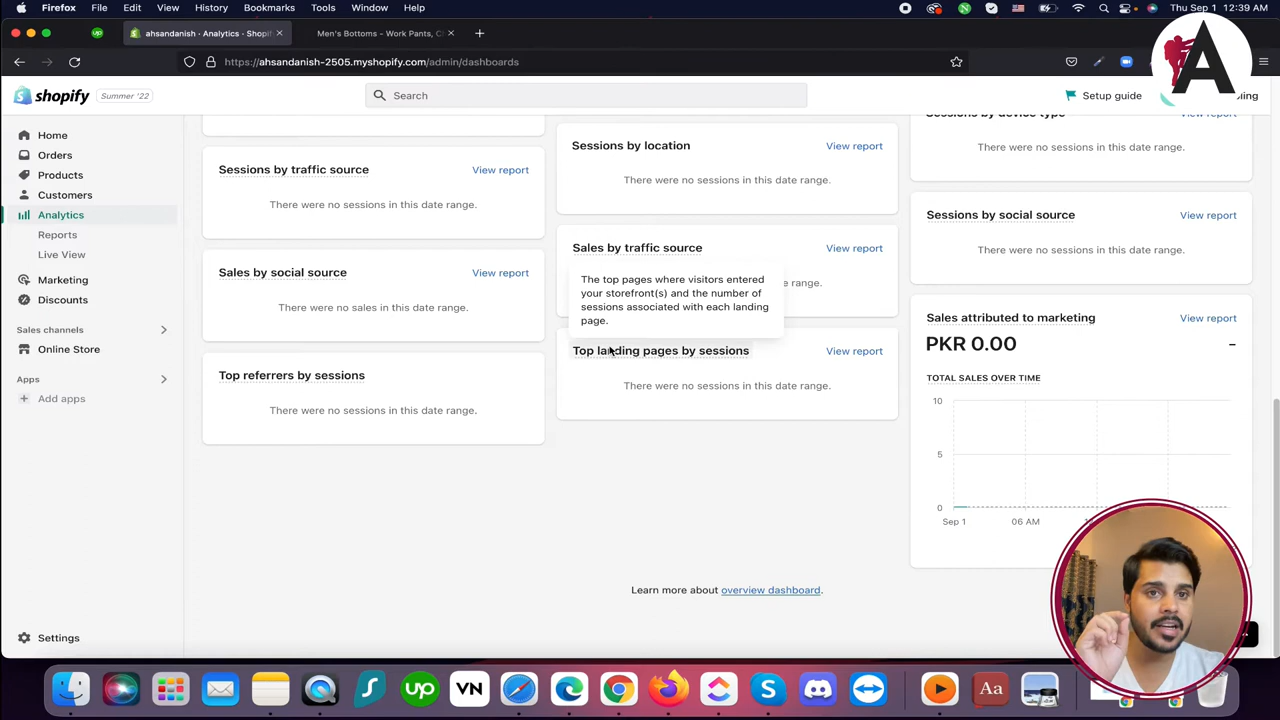 Firefox File Edit View History Bookmarks Tools Window Help
Thu Sep 1 12:39 AM
ahsandanish · Analytics · Shopif
Men's Bottoms - Work Pants, C
https://ahsandanish-2505.myshopify.com/admin/dashboards
A
shopify
Summer '22
Search
Setup guide
Home
Orders
Products
Customers
Analytics
Reports
Live View
Marketing
Discounts
Sales channels
Online Store
Apps
Add apps
Settings
Sessions by traffic source
View report
There were no sessions in this date range.
Sales by social source
View report
There were no sales in this date range.
Top referrers by sessions
There were no sessions in this date range.
Sessions by location
View report
There were no sessions in this date range.
Sales by traffic source
View report
The top pages where visitors entered
your storefront(s) and the number of
sessions associated with each landing
page.
Top landing pages by sessions
View report
There were no sessions in this date range.
Sessions by device type
View report
There were no sessions in this date range.
Sessions by social source
View report
There were no sessions in this date range.
Sales attributed to marketing
View report
PKR 0.00
-
TOTAL SALES OVER TIME
10
5
0
Sep 1
06 AM
Learn more about overview dashboard.
up
VN
Aa